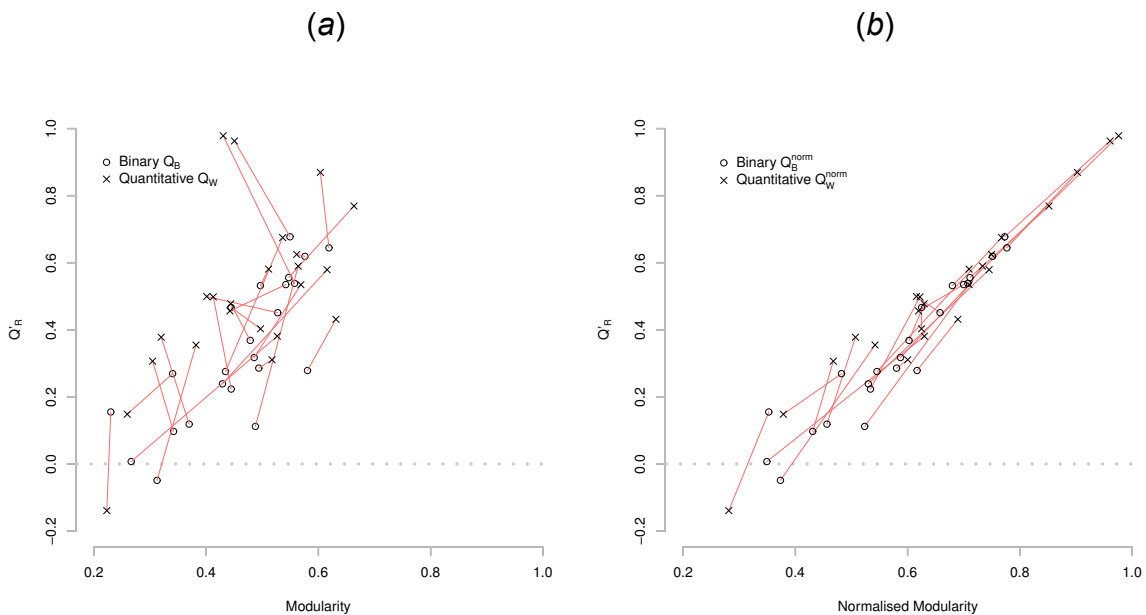 (a)
(b)
Q'R
1.0
0.8
0.6
0.4
0.2
0.0
−0.2
Binary QB
Quantitative QW
0.2 0.4 0.6 0.8 1.0
Modularity
Q'R
1.0
0.8
0.6
0.4
0.2
0.0
−0.2
Binary QBnorm
Quantitative QWnorm
0.2 0.4 0.6 0.8 1.0
Normalised Modularity